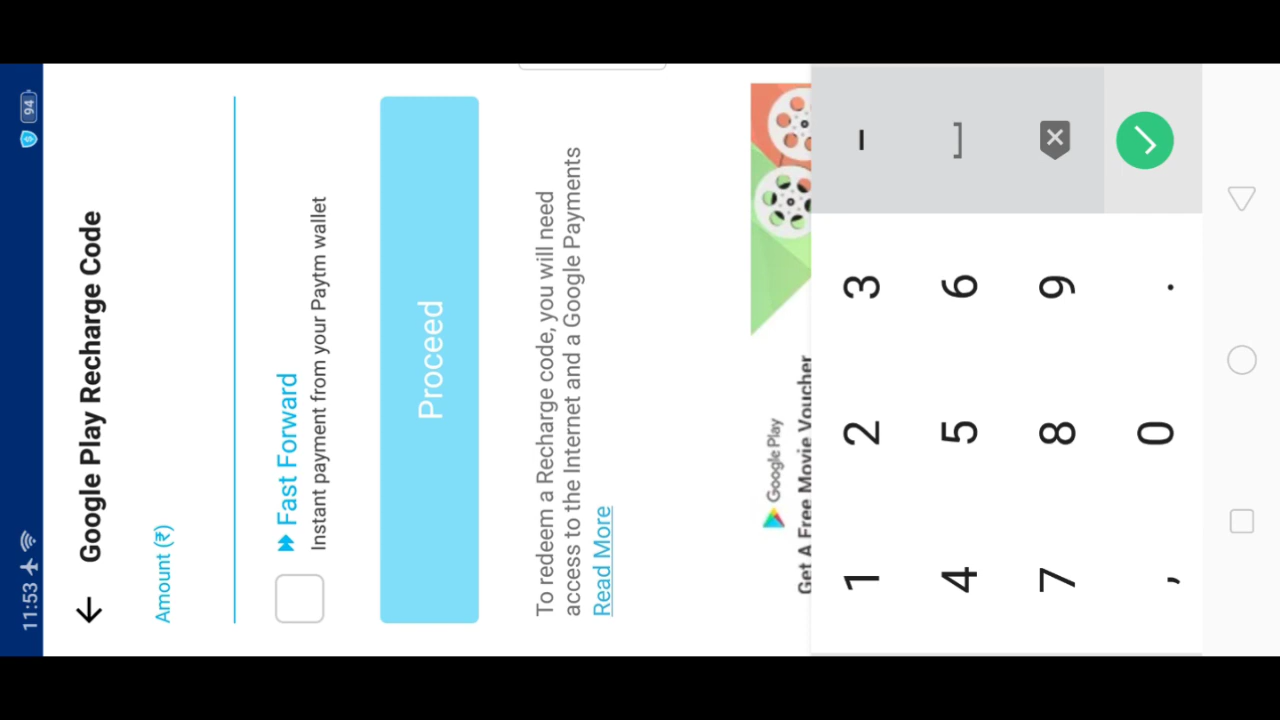 11:53
94
Google Play Recharge Code
Amount (₹)
Fast Forward
Instant payment from your Paytm wallet
Proceed
To redeem a Recharge code, you will need
access to the Internet and a Google Payments
Read More
Google Play
Get A Free Movie Voucher
1 2 3 -
4 5 6
7 8 9
, 0 .